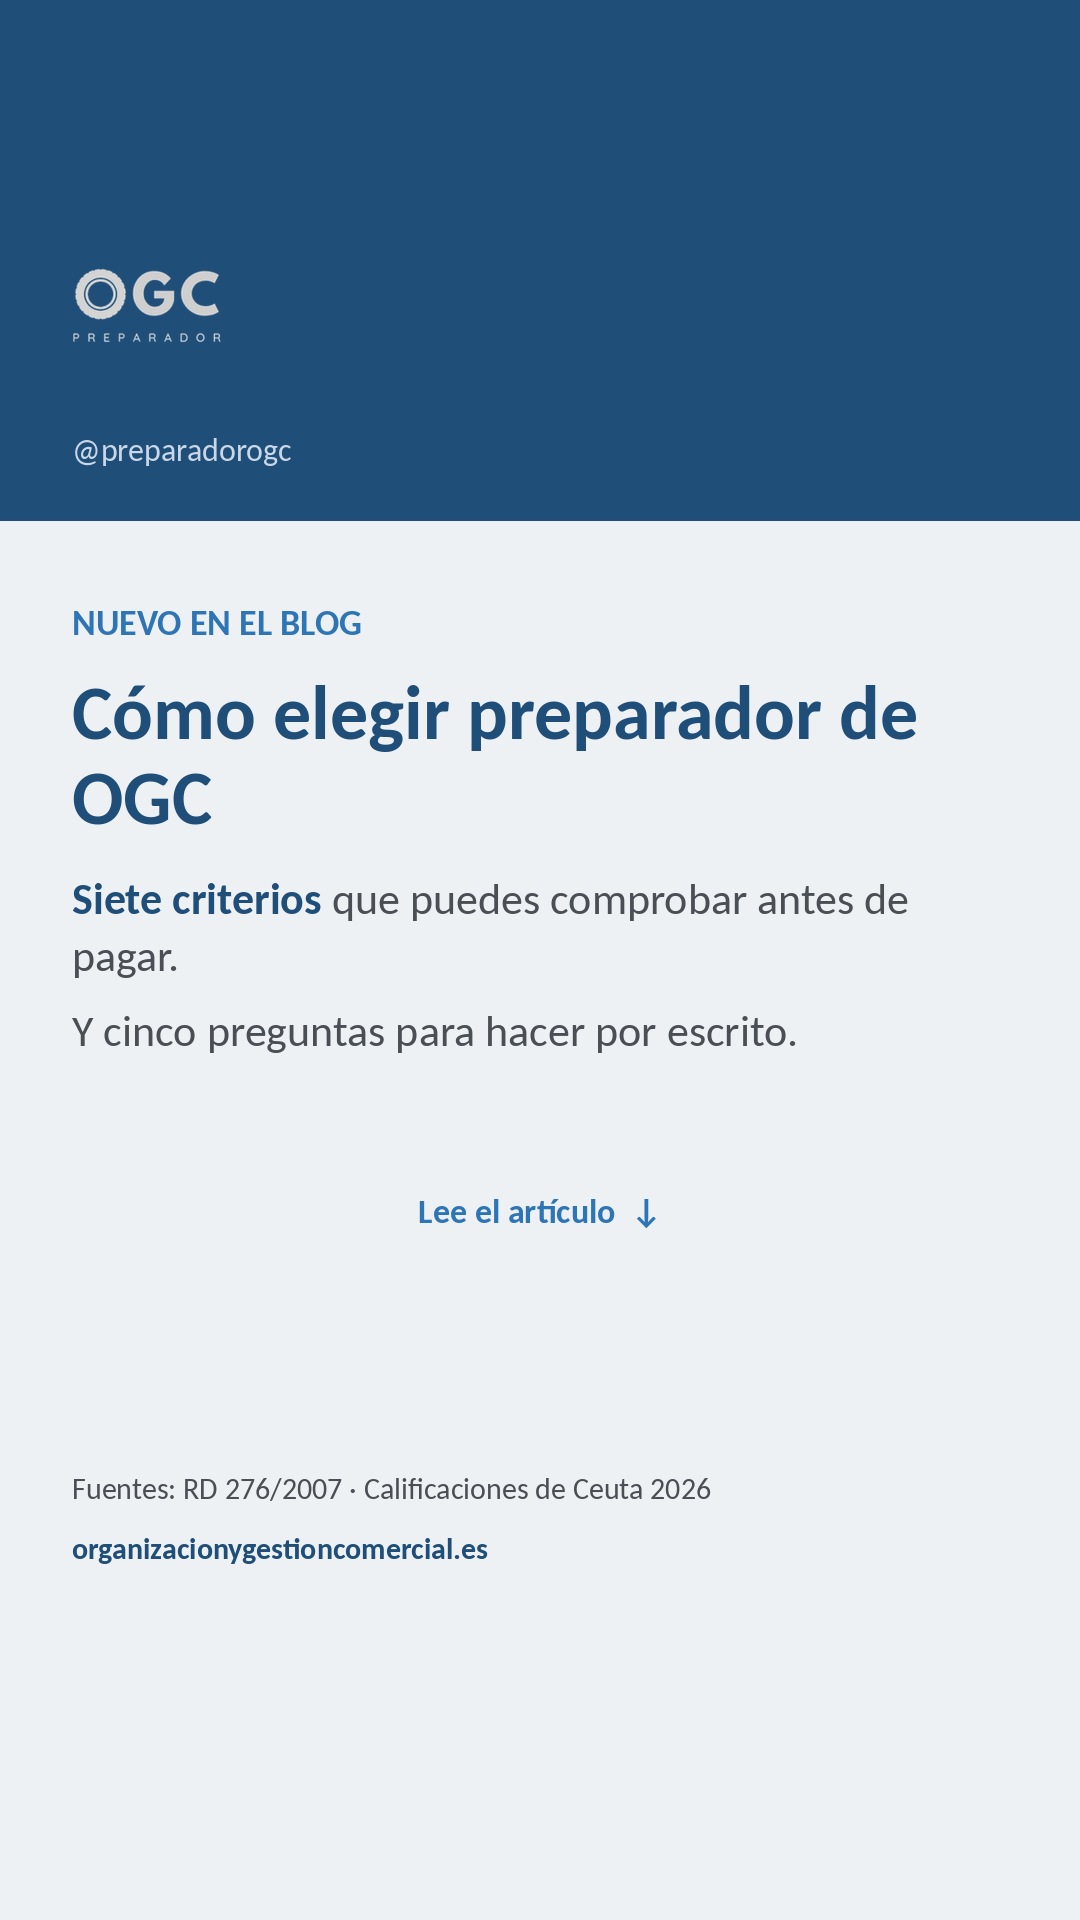 OGC
PREPARADOR
@preparadorogc
NUEVO EN EL BLOG
Cómo elegir preparador de
OGC
Siete criterios que puedes comprobar antes de
pagar.
Y cinco preguntas para hacer por escrito.
Lee el artículo ↓
Fuentes: RD 276/2007 · Calificaciones de Ceuta 2026
organizacionygestioncomercial.es